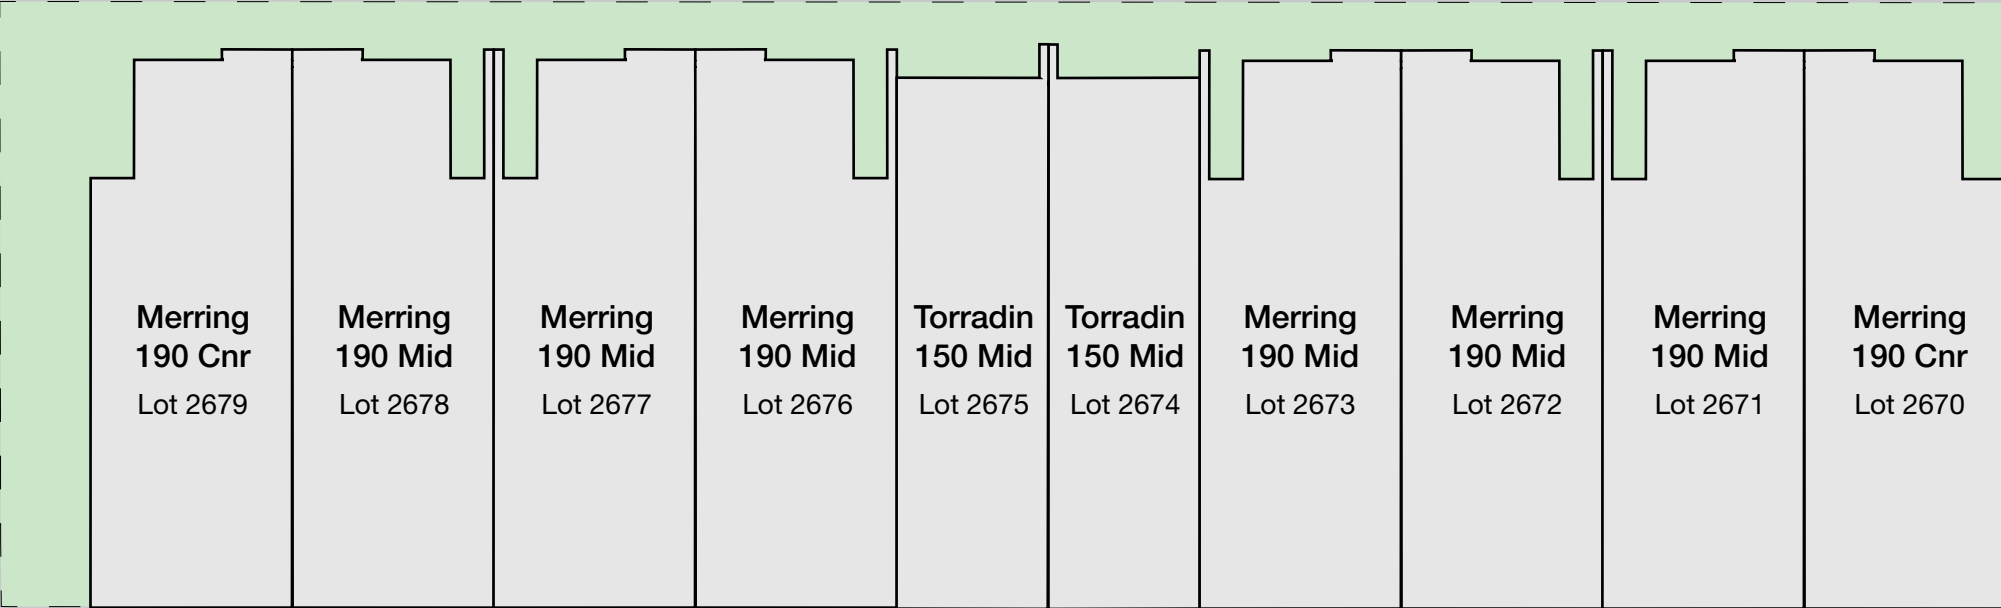 Merring
190 Cnr
Lot 2679
Merring
190 Mid
Lot 2678
Merring
190 Mid
Lot 2677
Merring
190 Mid
Lot 2676
Torradin
150 Mid
Lot 2675
Torradin
150 Mid
Lot 2674
Merring
190 Mid
Lot 2673
Merring
190 Mid
Lot 2672
Merring
190 Mid
Lot 2671
Merring
190 Cnr
Lot 2670